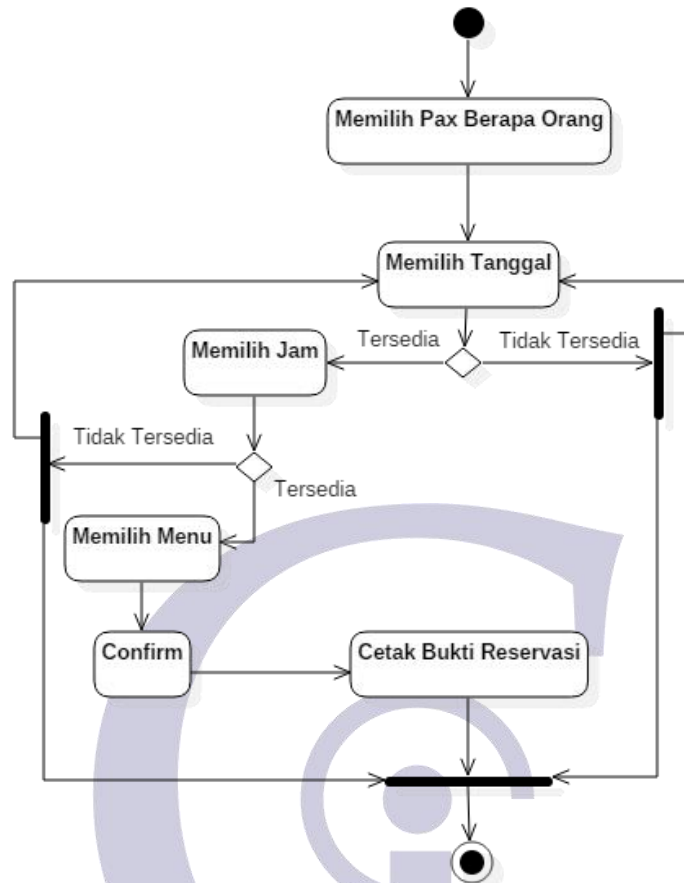 Memilih Pax Berapa Orang
Memilih Tanggal
Tersedia
Tidak Tersedia
Memilih Jam
Tidak Tersedia
Tersedia
Memilih Menu
Confirm
Cetak Bukti Reservasi